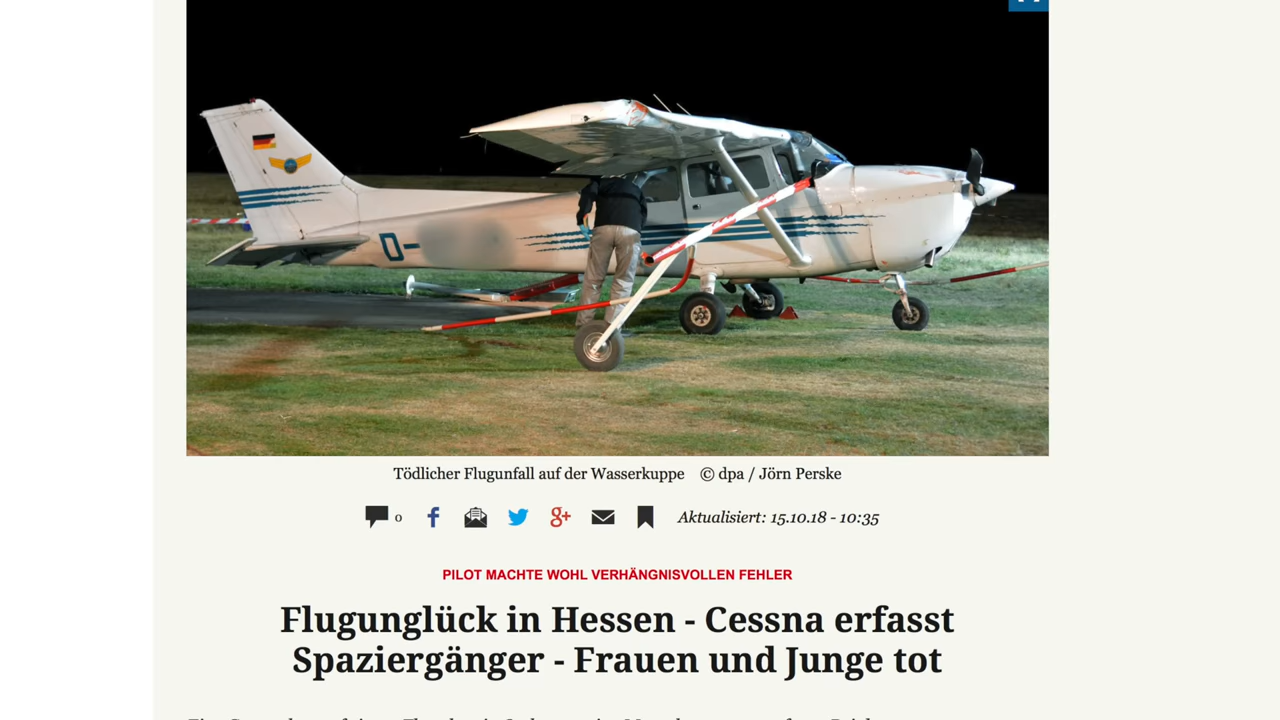 D-
Tödlicher Flugunfall auf der Wasserkuppe © dpa / Jörn Perske
0 Aktualisiert: 15.10.18 - 10:35
PILOT MACHTE WOHL VERHÄNGNISVOLLEN FEHLER
Flugunglück in Hessen - Cessna erfasst
Spaziergänger - Frauen und Junge tot